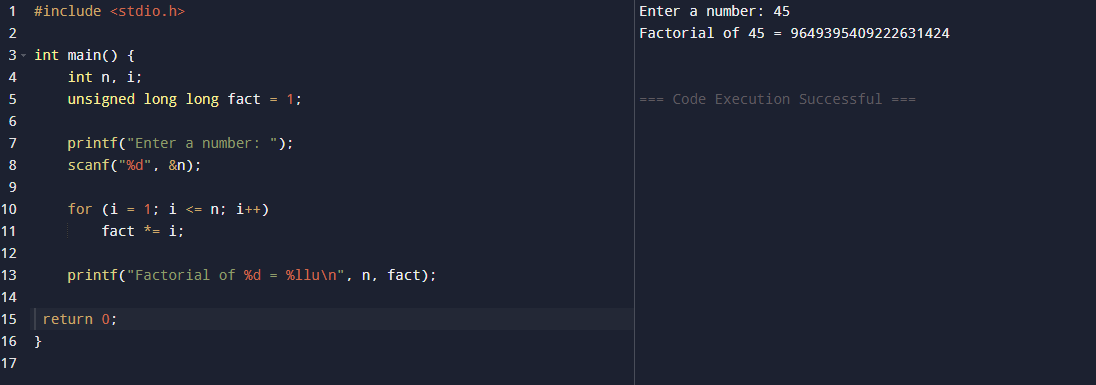 1 #include <stdio.h>
2
3 int main() {
4     int n, i;
5     unsigned long long fact = 1;
6
7     printf("Enter a number: ");
8     scanf("%d", &n);
9
10     for (i = 1; i <= n; i++)
11         fact *= i;
12
13     printf("Factorial of %d = %llu\n", n, fact);
14
15  return 0;
16 }
17
Enter a number: 45
Factorial of 45 = 9649395409222631424
=== Code Execution Successful ===